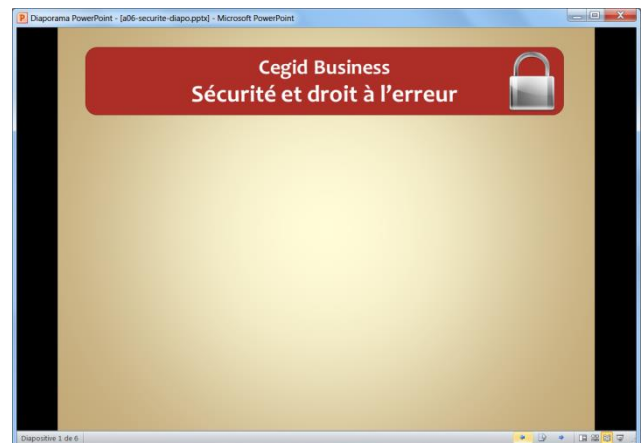 Diaporama PowerPoint - [a06-securite-diapo.pptx] - Microsoft PowerPoint
Cegid Business
Sécurité et droit à l'erreur
Diapositive 1 de 6